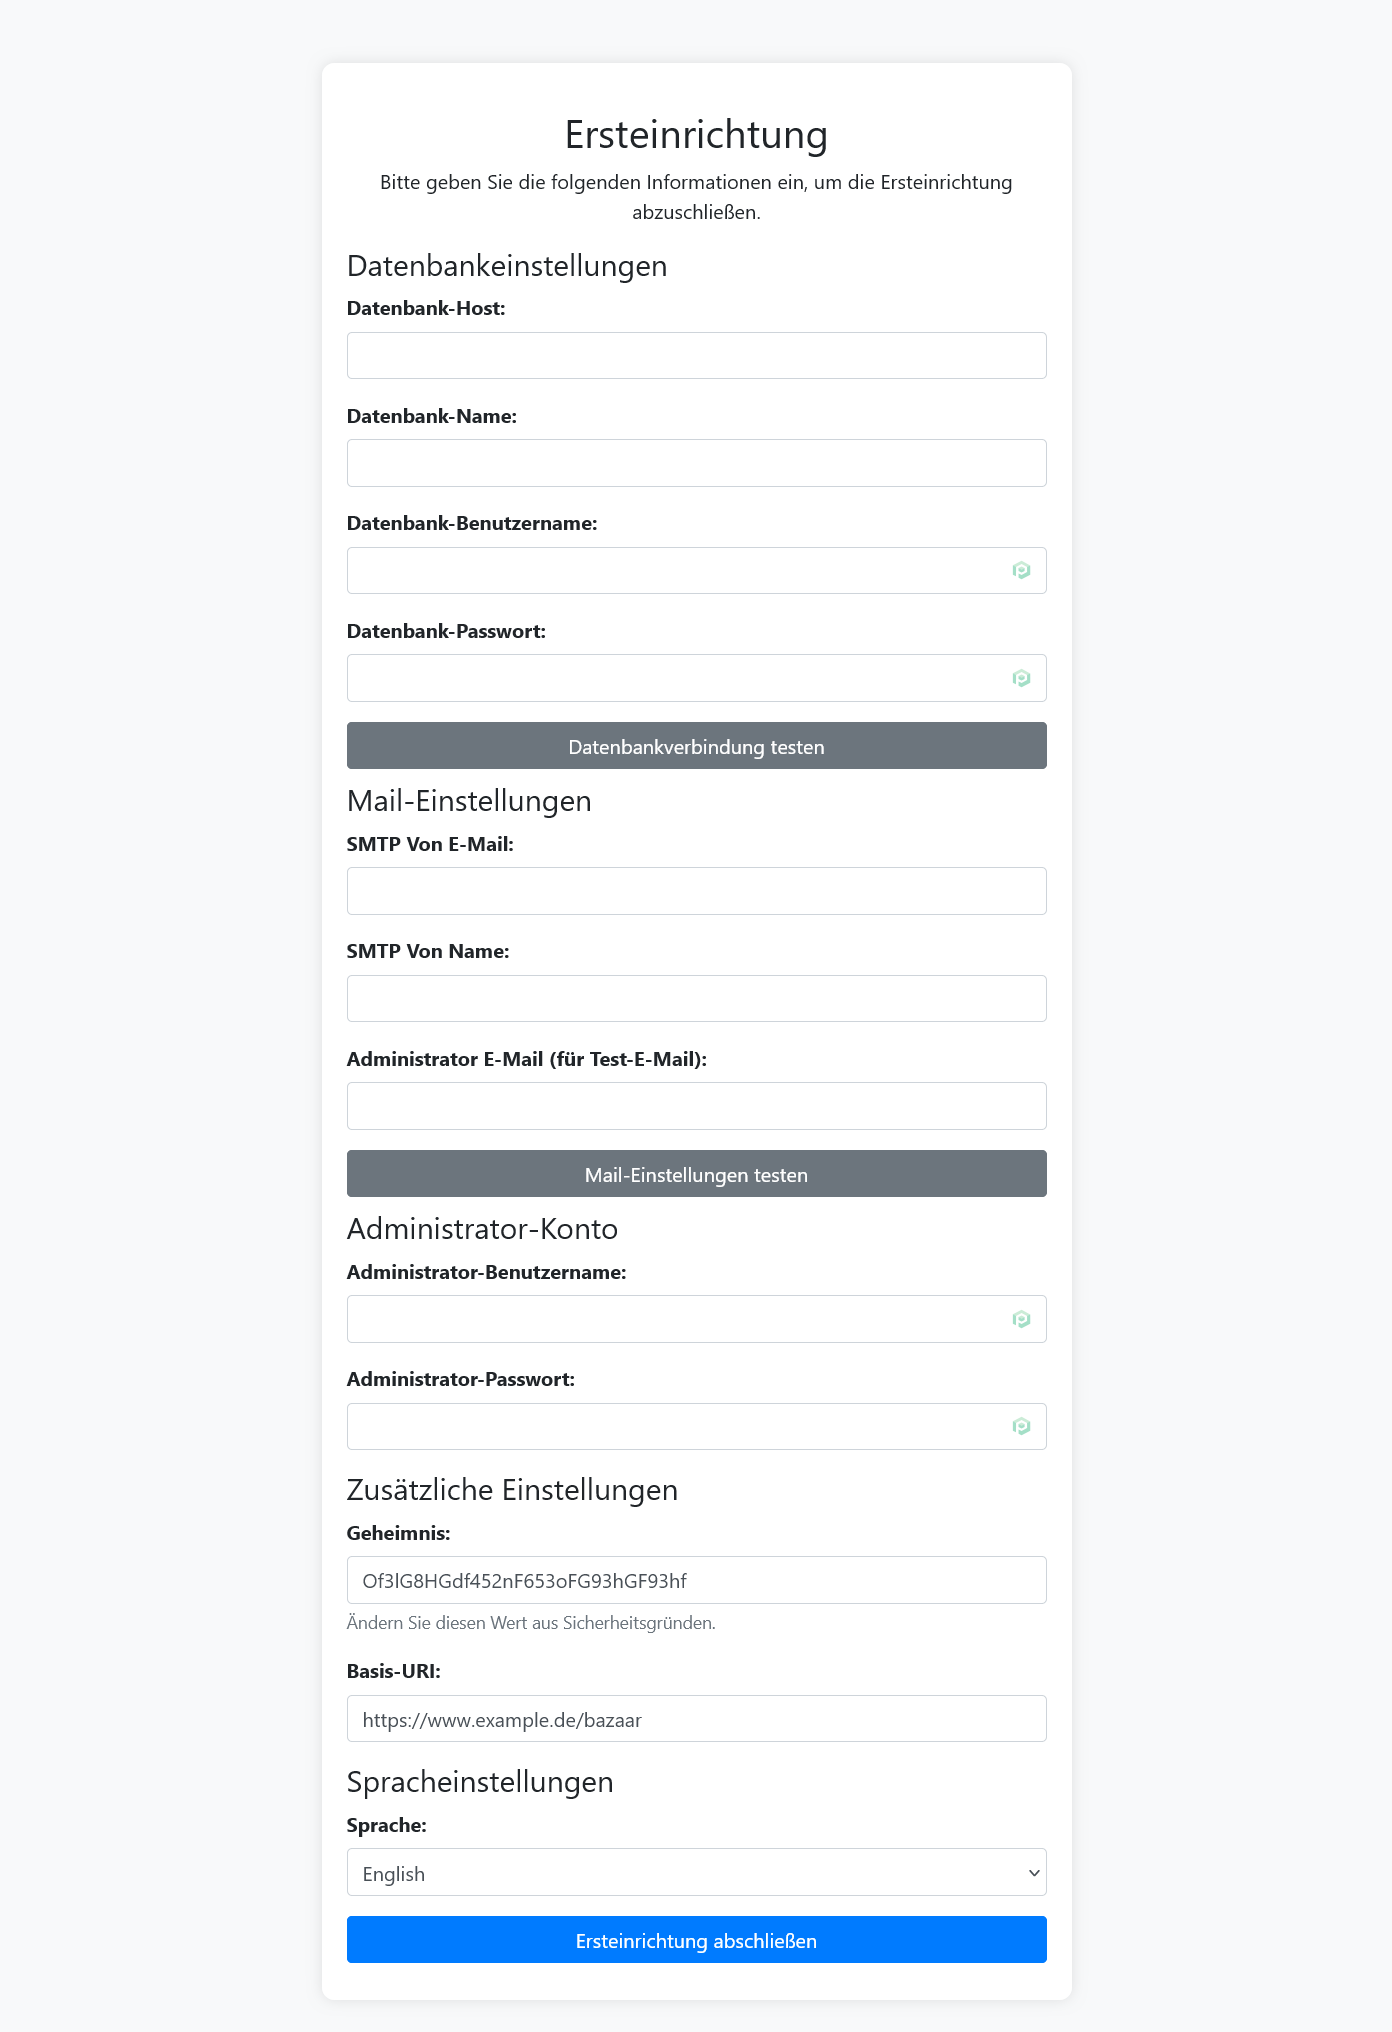 Ersteinrichtung
Bitte geben Sie die folgenden Informationen ein, um die Ersteinrichtung
abzuschließen.
Datenbankeinstellungen
Datenbank-Host:
Datenbank-Name:
Datenbank-Benutzername:
Datenbank-Passwort:
Datenbankverbindung testen
Mail-Einstellungen
SMTP Von E-Mail:
SMTP Von Name:
Administrator E-Mail (für Test-E-Mail):
Mail-Einstellungen testen
Administrator-Konto
Administrator-Benutzername:
Administrator-Passwort:
Zusätzliche Einstellungen
Geheimnis:
Of3lG8HGdf452nF653oFG93hGF93hf
Ändern Sie diesen Wert aus Sicherheitsgründen.
Basis-URI:
https://www.example.de/bazaar
Spracheinstellungen
Sprache:
English
Ersteinrichtung abschließen